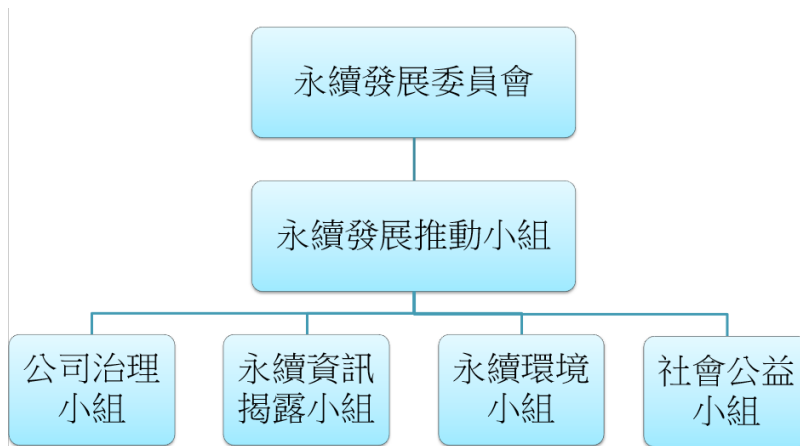 永續發展委員會
永續發展推動小組
公司治理
小組
永續資訊
揭露小組
永續環境
小組
社會公益
小組